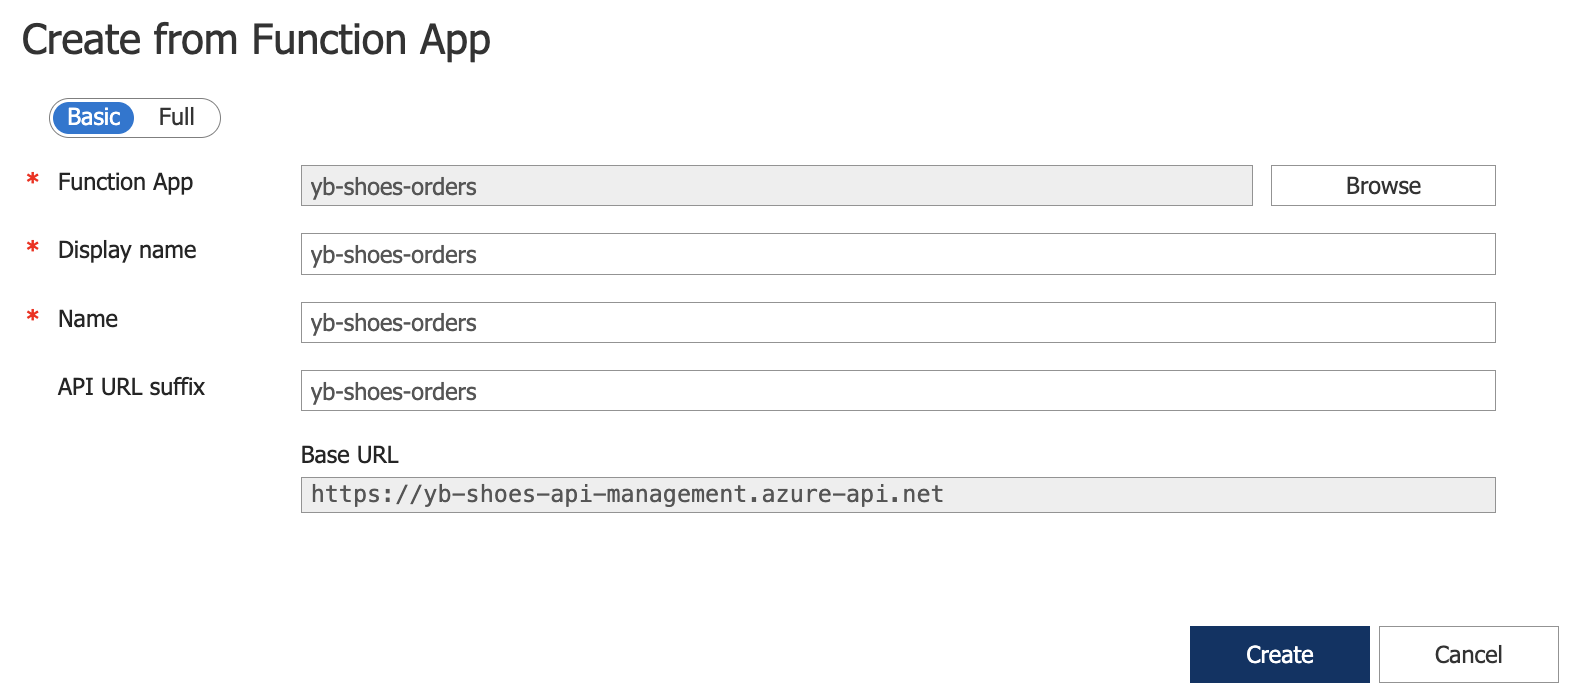 Create from Function App
Basic Full
* Function App yb-shoes-orders Browse
* Display name yb-shoes-orders
* Name yb-shoes-orders
API URL suffix yb-shoes-orders
Base URL
https://yb-shoes-api-management.azure-api.net
Create Cancel